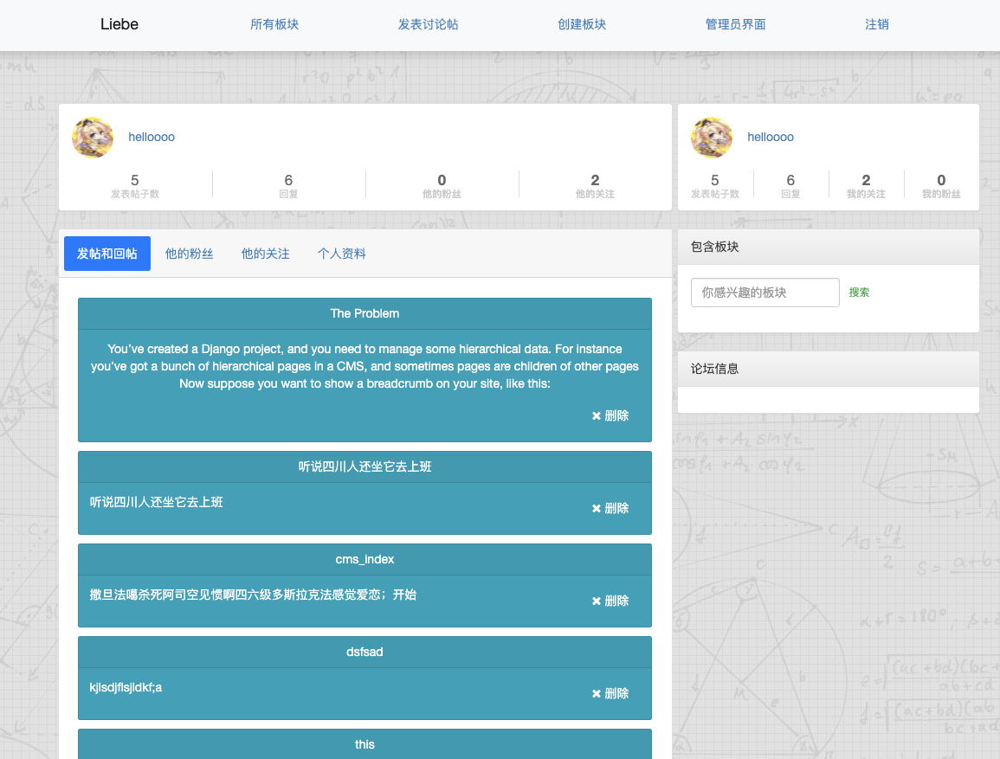 Liebe 所有板块 发表讨论帖 创建板块 管理员界面 注销
helloooo
5 6 0 2
发表帖子数 回复 他的粉丝 他的关注
helloooo
5 6 2 0
发表帖子数 回复 我的关注 我的粉丝
发帖和回帖 他的粉丝 他的关注 个人资料
The Problem
You've created a Django project, and you need to manage some hierarchical data. For instance
you've got a bunch of hierarchical pages in a CMS, and sometimes pages are children of other pages
Now suppose you want to show a breadcrumb on your site, like this:
✖ 删除
听说四川人还坐它去上班
听说四川人还坐它去上班
✖ 删除
cms_index
撒旦法噶杀死阿司空见惯啊四六级多斯拉克法感觉爱恋；开始
✖ 删除
dsfsad
kjlsdjflsjldkf;a
✖ 删除
this
包含板块
你感兴趣的板块 搜索
论坛信息